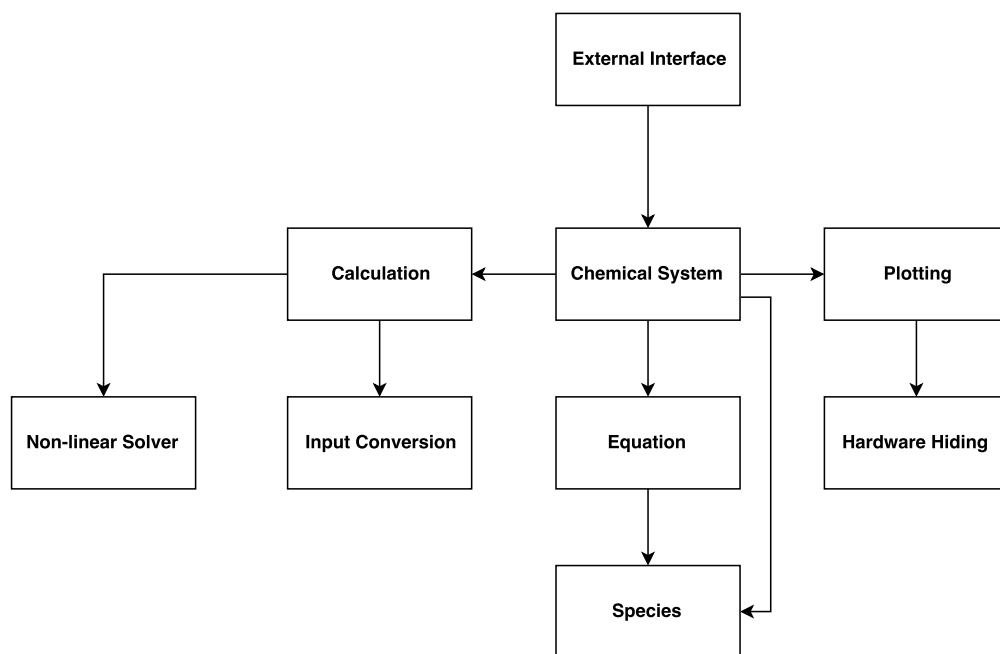 External Interface
Calculation
Chemical System
Plotting
Non-linear Solver
Input Conversion
Equation
Hardware Hiding
Species